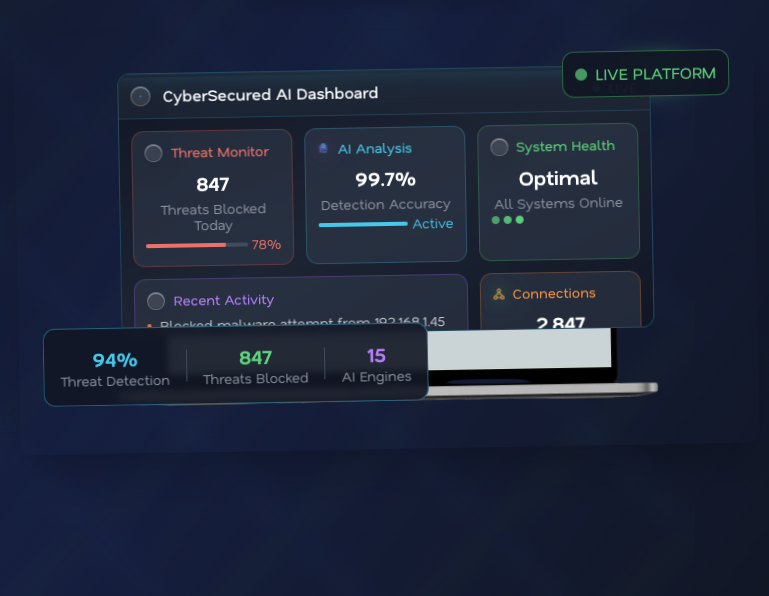 LIVE PLATFORM
CyberSecured AI Dashboard
Threat Monitor
847
Threats Blocked
Today
78%
AI Analysis
99.7%
Detection Accuracy
Active
System Health
Optimal
All Systems Online
Recent Activity
Blocked malware attempt from 192.168.1.45
Connections
2,847
94%
Threat Detection
847
Threats Blocked
15
AI Engines